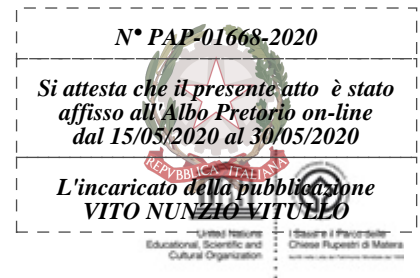 N° PAP-01668-2020
Si attesta che il presente atto è stato
affisso all'Albo Pretorio on-line
dal 15/05/2020 al 30/05/2020
REPVBBLICA ITALIANA
L'incaricato della pubblicazione
VITO NUNZIO VITULLO
United Nations
Educational, Scientific and
Cultural Organization
I Sassi e il Parco delle
Chiese Rupestri di Matera